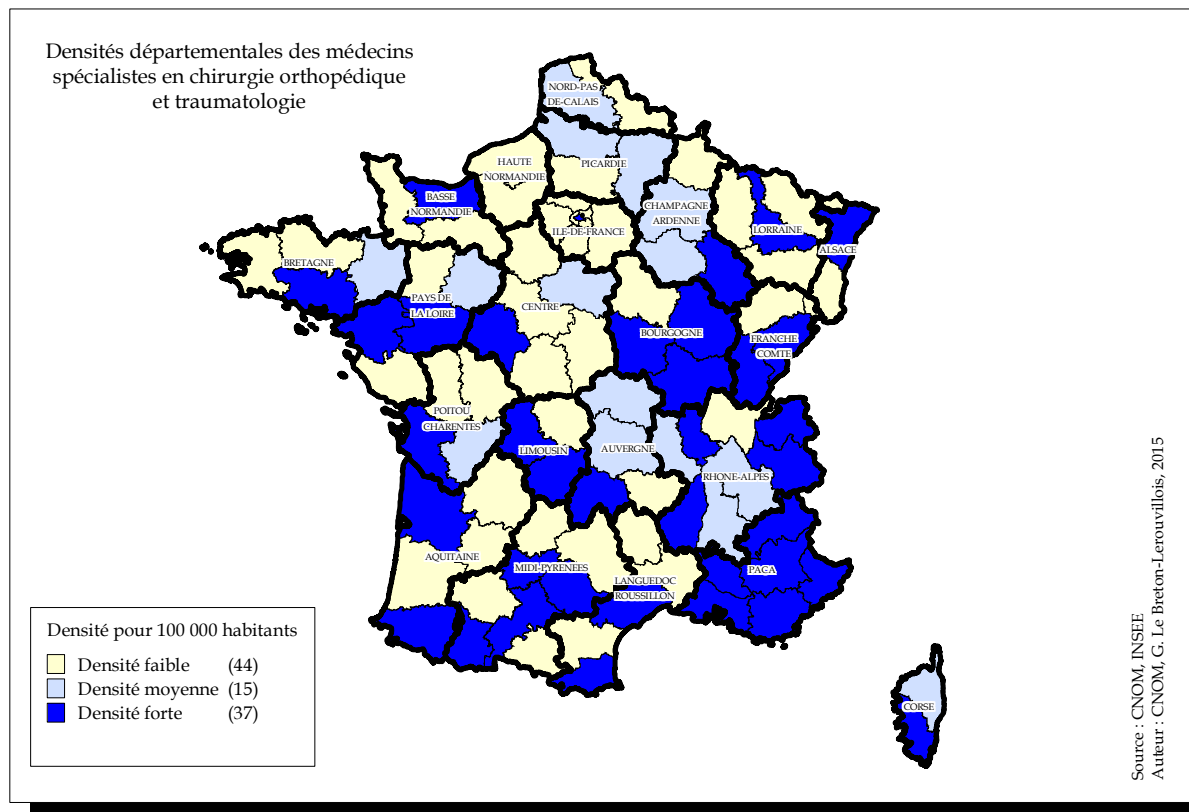 Densités départementales des médecins
spécialistes en chirurgie orthopédique
et traumatologie
NORD-PAS
DE-CALAIS
HAUTE
NORMANDIE
PICARDIE
BASSE
NORMANDIE
CHAMPAGNE
ARDENNE
ILE-DE-FRANCE
LORRAINE
ALSACE
BRETAGNE
PAYS DE
LA LOIRE
CENTRE
BOURGOGNE
FRANCHE
COMTE
POITOU
CHARENTES
LIMOUSIN
AUVERGNE
RHONE-ALPES
AQUITAINE
MIDI-PYRENEES
LANGUEDOC
ROUSSILLON
PACA
CORSE
Densité pour 100 000 habitants
Densité faible (44)
Densité moyenne (15)
Densité forte (37)
Source : CNOM, INSEE
Auteur : CNOM, G. Le Breton-Lerouvillois, 2015